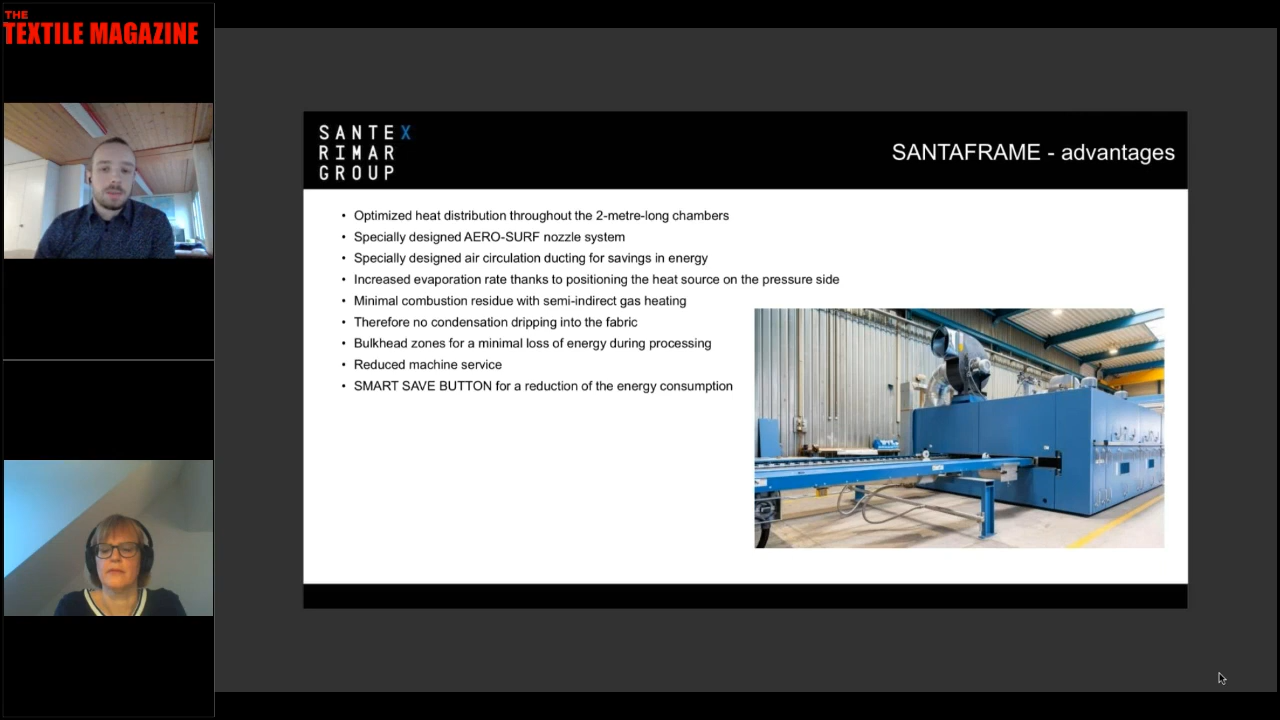 THE
TEXTILE MAGAZINE
SANTEX
RIMAR
GROUP
SANTAFRAME - advantages
• Optimized heat distribution throughout the 2-metre-long chambers
• Specially designed AERO-SURF nozzle system
• Specially designed air circulation ducting for savings in energy
• Increased evaporation rate thanks to positioning the heat source on the pressure side
• Minimal combustion residue with semi-indirect gas heating
• Therefore no condensation dripping into the fabric
• Bulkhead zones for a minimal loss of energy during processing
• Reduced machine service
• SMART SAVE BUTTON for a reduction of the energy consumption